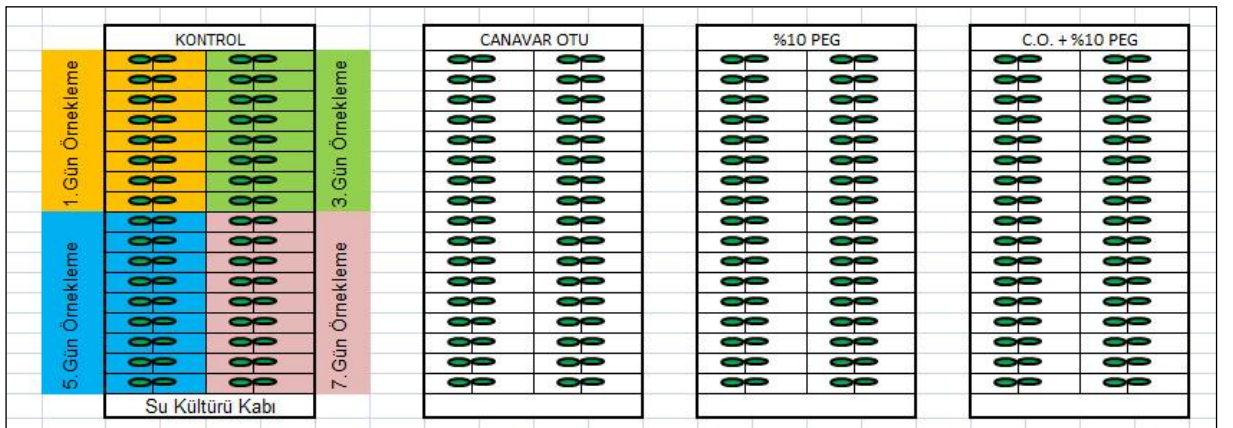 KONTROL
CANAVAR OTU
%10 PEG
C.O. + %10 PEG
1.Gün Örnekleme
3.Gün Örnekleme
5.Gün Örnekleme
7.Gün Örnekleme
Su Kültürü Kabı